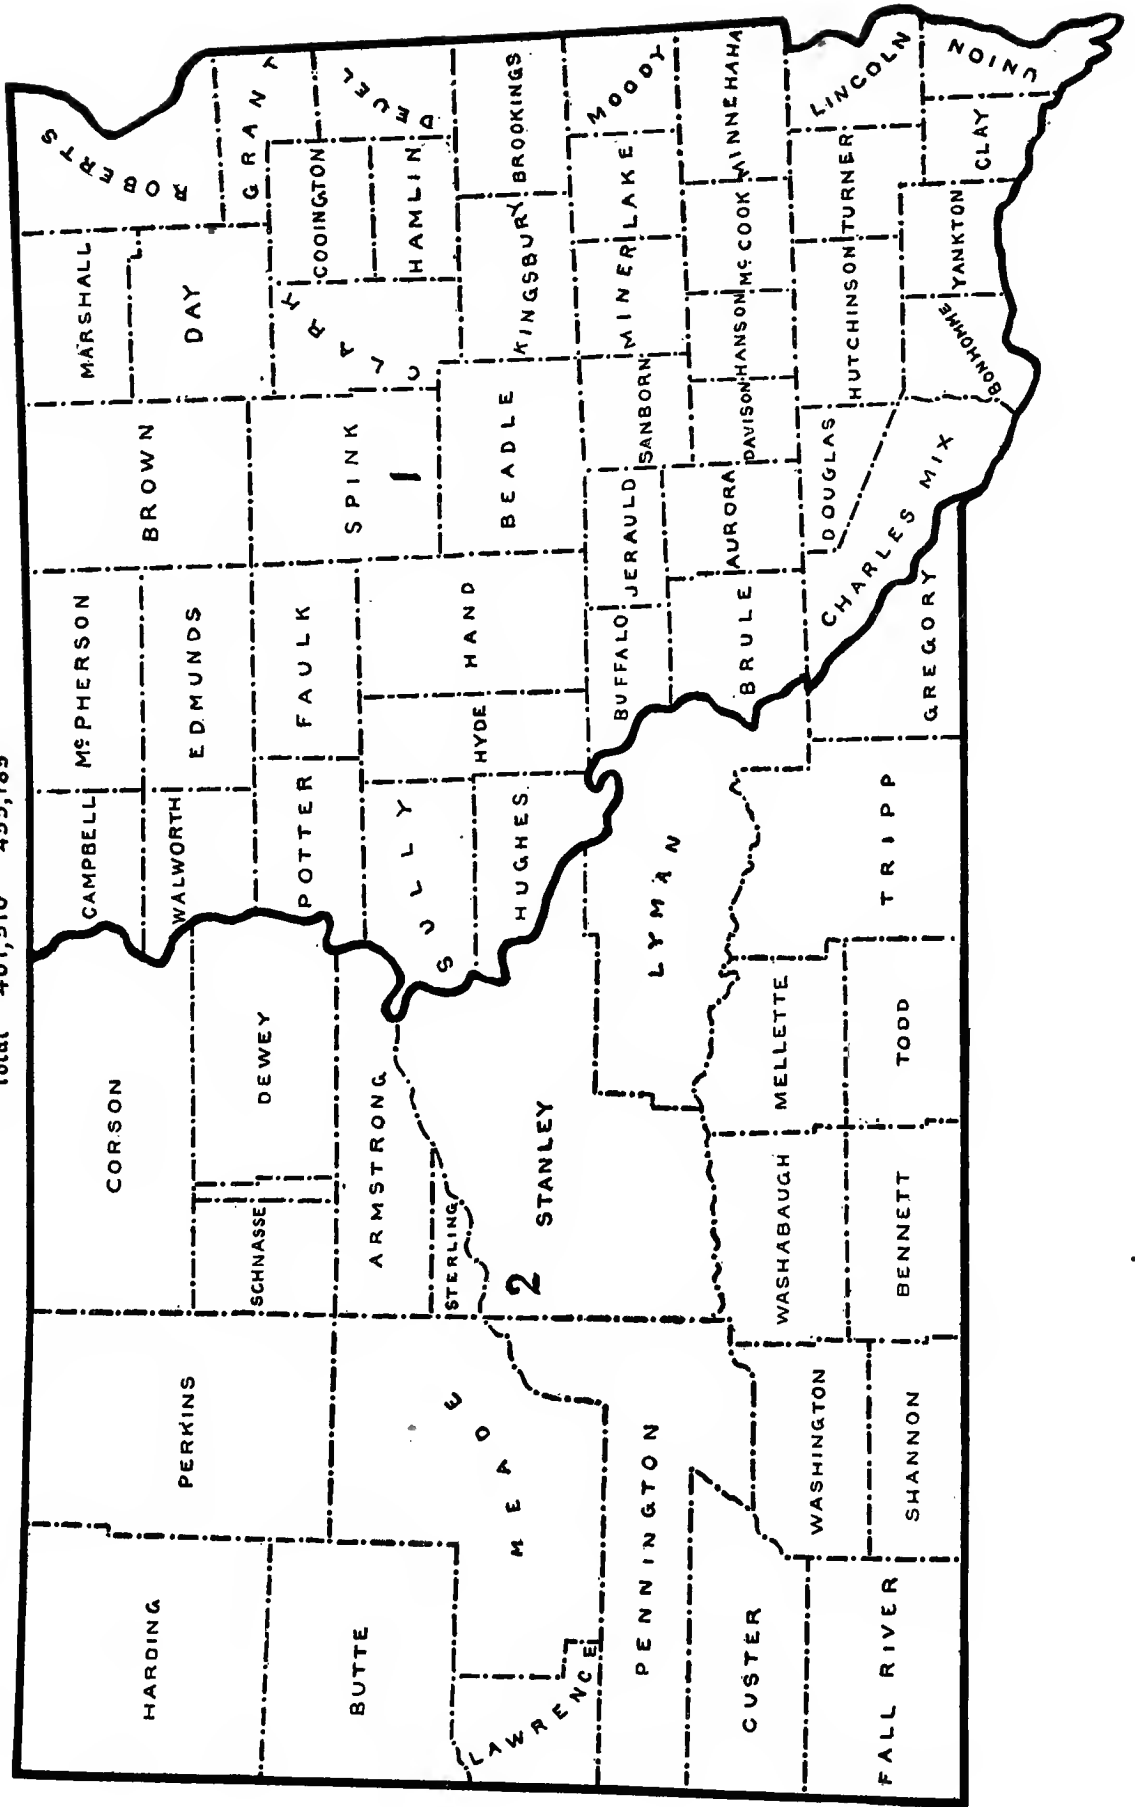 Total 401,570
HARDING
PERKINS
CORSON
CAMPBELL
McPHERSON
BROWN
MARSHALL
ROBERTS
WALWORTH
EDMUNDS
DAY
GRANT
BUTTE
SCHNASSE
DEWEY
POTTER
FAULK
SPINK
1
CLARK
CODINGTON
DEUEL
HAMLIN
MEADE
ARMSTRONG
STERLING
SULLY
HYDE
HAND
BEADLE
KINGSBURY
BROOKINGS
LAWRENCE
2
STANLEY
HUGHES
BUFFALO
JERAULD
SANBORN
MINER
LAKE
MOODY
PENNINGTON
LYMAN
BRULE
AURORA
DAVISON
HANSON
McCOOK
MINNEHAHA
CUSTER
WASHINGTON
WASHABAUGH
MELLETTE
TRIPP
GREGORY
CHARLES MIX
DOUGLAS
HUTCHINSON
TURNER
LINCOLN
FALL RIVER
SHANNON
BENNETT
TODD
BONHOMME
YANKTON
CLAY
UNION